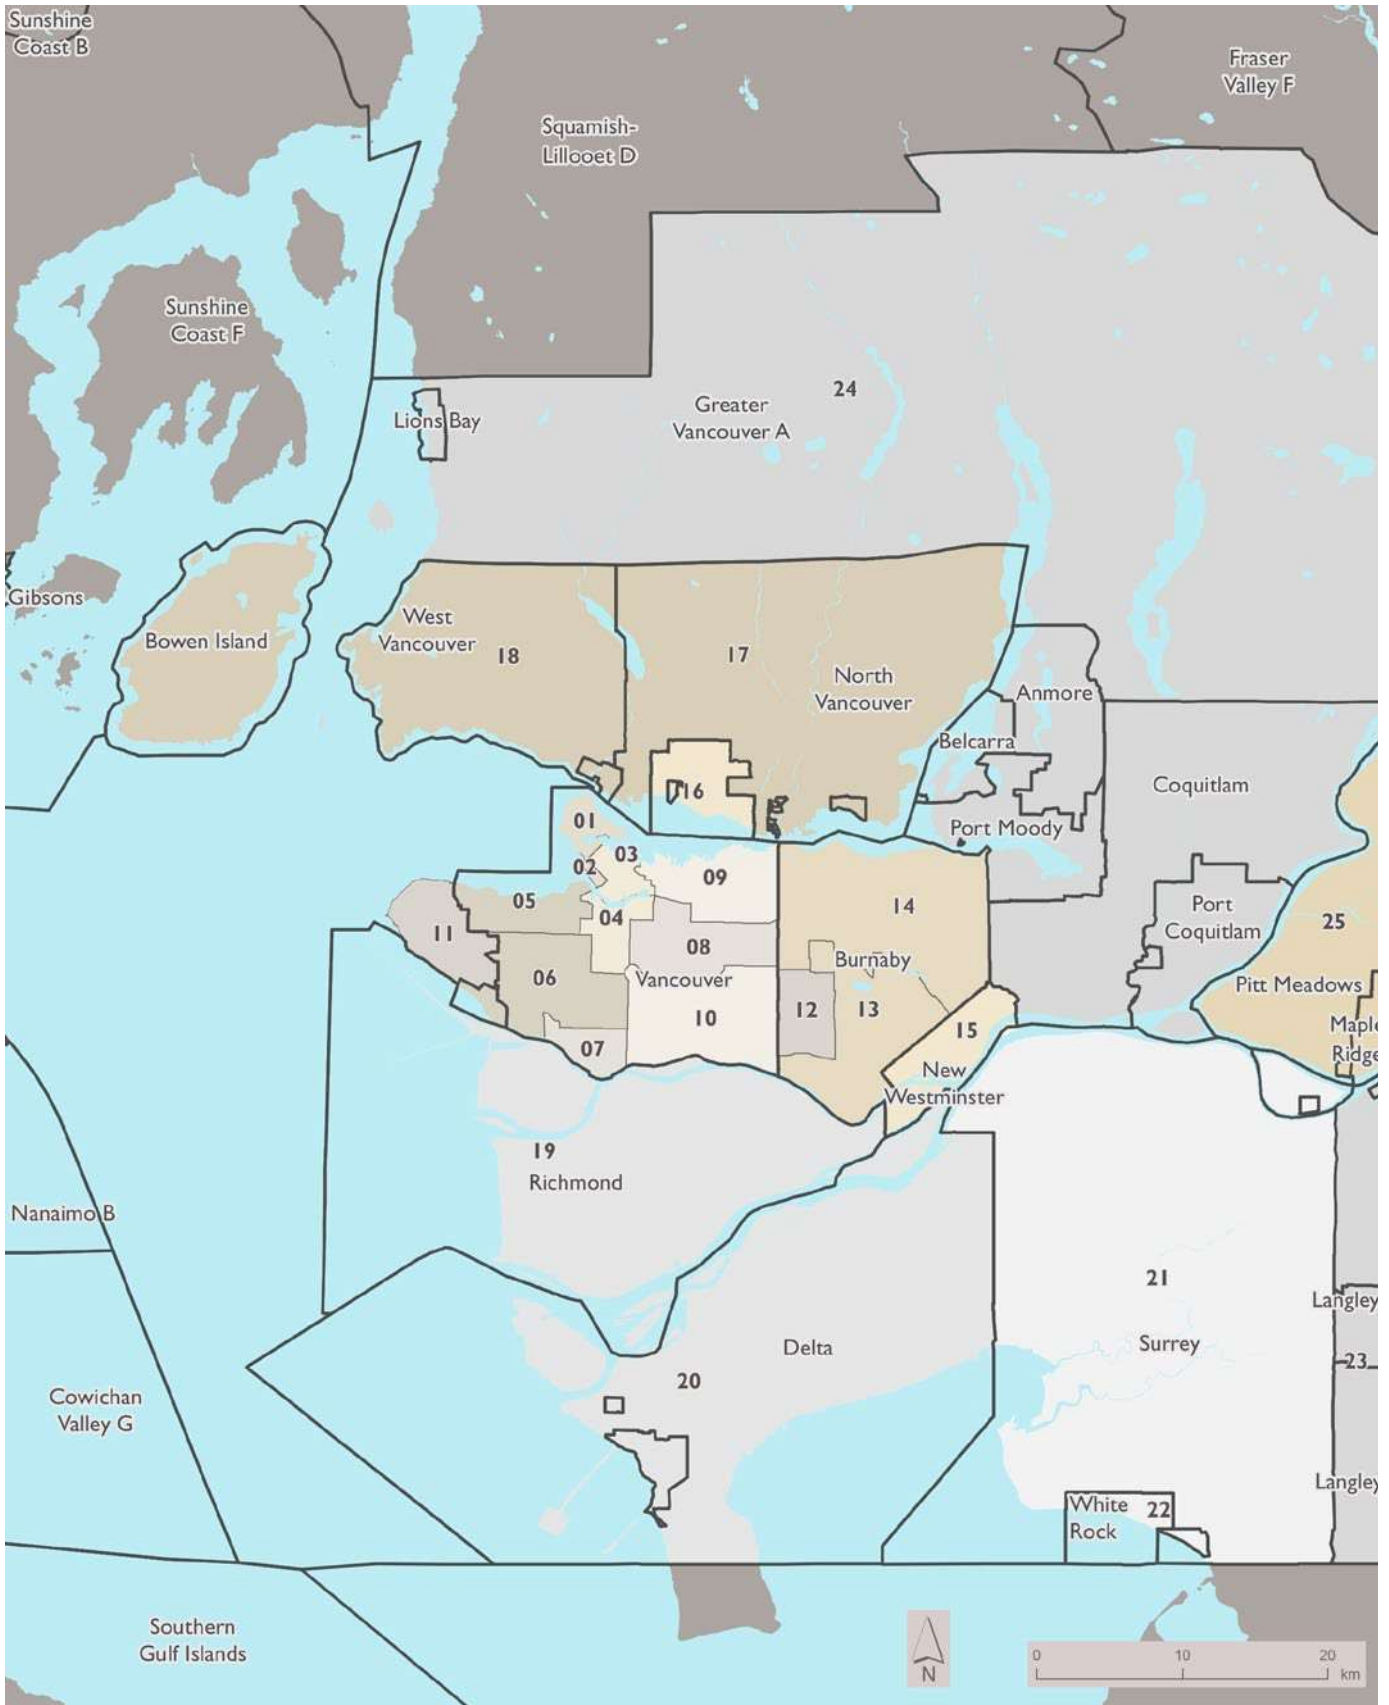 Sunshine
Coast B
Fraser
Valley F
Squamish-
Lillooet D
Sunshine
Coast F
24
Greater
Vancouver A
Lions Bay
Gibsons
Bowen Island
West
Vancouver
18
17
North
Vancouver
Anmore
Belcarra
Coquitlam
16
01
Port Moody
03
02
09
05
04
14
Port
Coquitlam
11
08
25
Burnaby
06
Vancouver
Pitt Meadows
12
13
10
15
Maple
Ridge
07
New
Westminster
19
Richmond
Nanaimo B
21
Langley
Delta
Surrey
23
20
Cowichan
Valley G
Langley
White
Rock
22
Southern
Gulf Islands
N
0 10 20
km